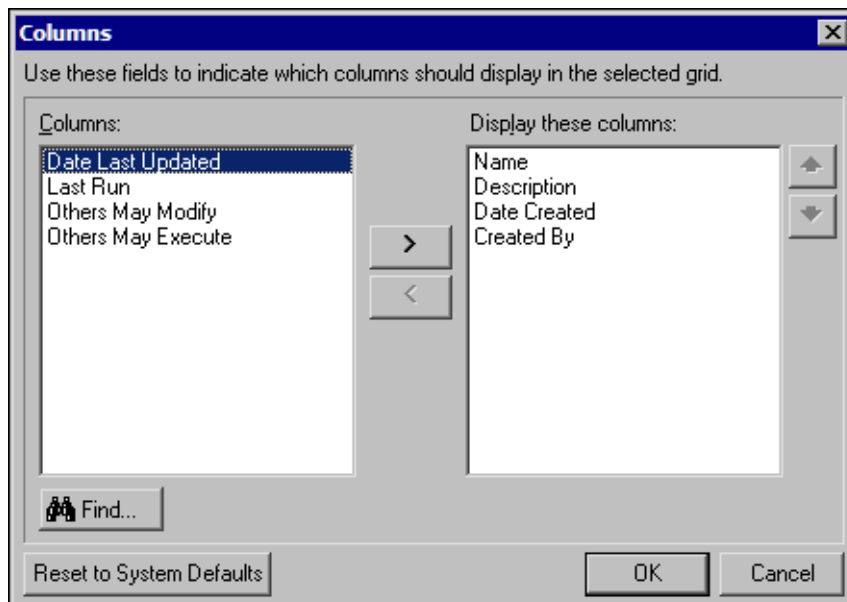 Columns
Use these fields to indicate which columns should display in the selected grid.
Columns:
Date Last Updated
Last Run
Others May Modify
Others May Execute
>
<
Display these columns:
Name
Description
Date Created
Created By
Find...
Reset to System Defaults
OK
Cancel